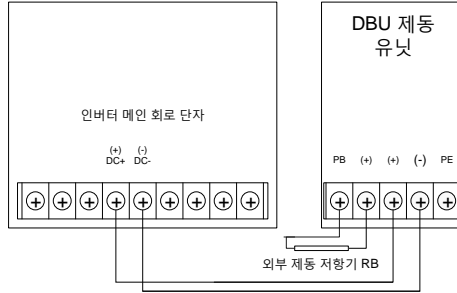 DBU 제동
유닛
인버터 메인 회로 단자
(+) (-)
DC+ DC-
PB (+) (+) (-) PE
외부 제동 저항기 RB